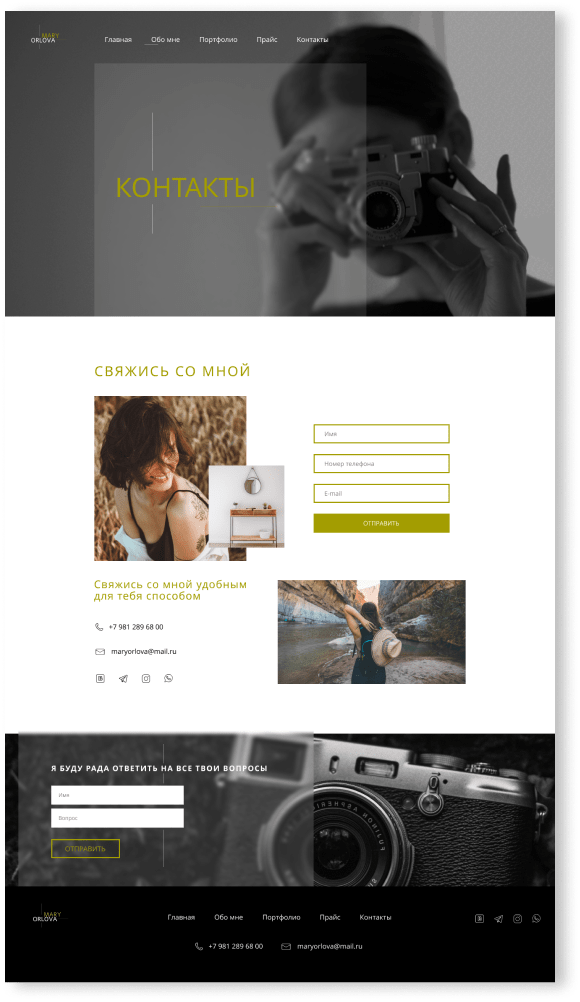 MARY
ORLOVA
Главная Обо мне Портфолио Прайс Контакты
КОНТАКТЫ
СВЯЖИСЬ СО МНОЙ
Имя
Номер телефона
E-mail
ОТПРАВИТЬ
Свяжись со мной удобным
для тебя способом
+7 981 289 68 00
maryorlova@mail.ru
Я БУДУ РАДА ОТВЕТИТЬ НА ВСЕ ТВОИ ВОПРОСЫ
Имя
Вопрос
ОТПРАВИТЬ
MARY
ORLOVA
Главная Обо мне Портфолио Прайс Контакты
+7 981 289 68 00 maryorlova@mail.ru